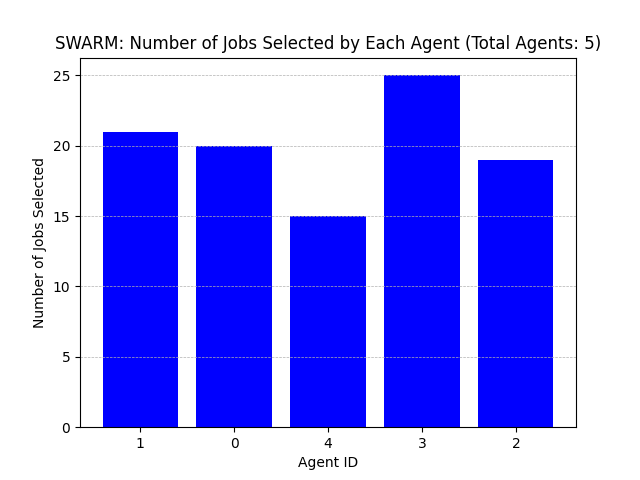 SWARM: Number of Jobs Selected by Each Agent (Total Agents: 5)
25
20
15
10
5
0
Number of Jobs Selected
1 0 4 3 2
Agent ID